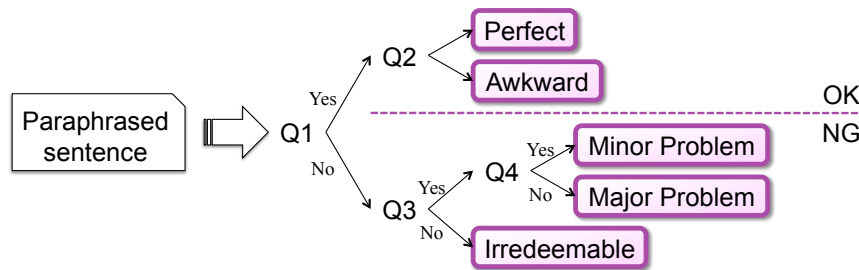 Perfect
Q2
Awkward
Yes
OK
Paraphrased
sentence
Q1
NG
No
Yes
Q4
Yes
Minor Problem
No
Major Problem
Q3
No
Irredeemable